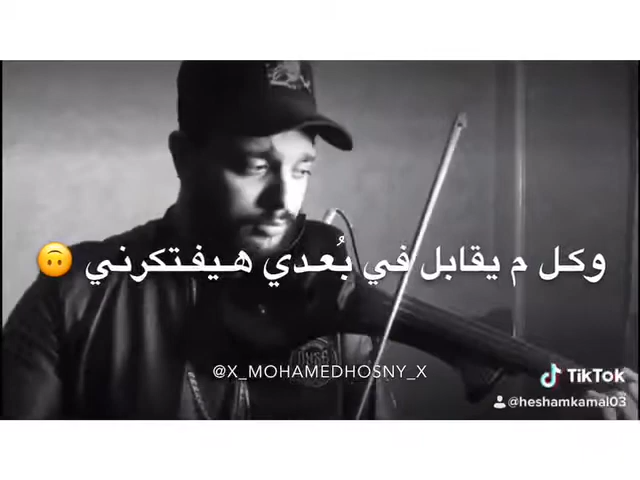 وكل م يقابل في بُعدي هيفتكرني 🙃
@X_MOHAMEDHOSNY_X
TikTok
@heshamkamal03